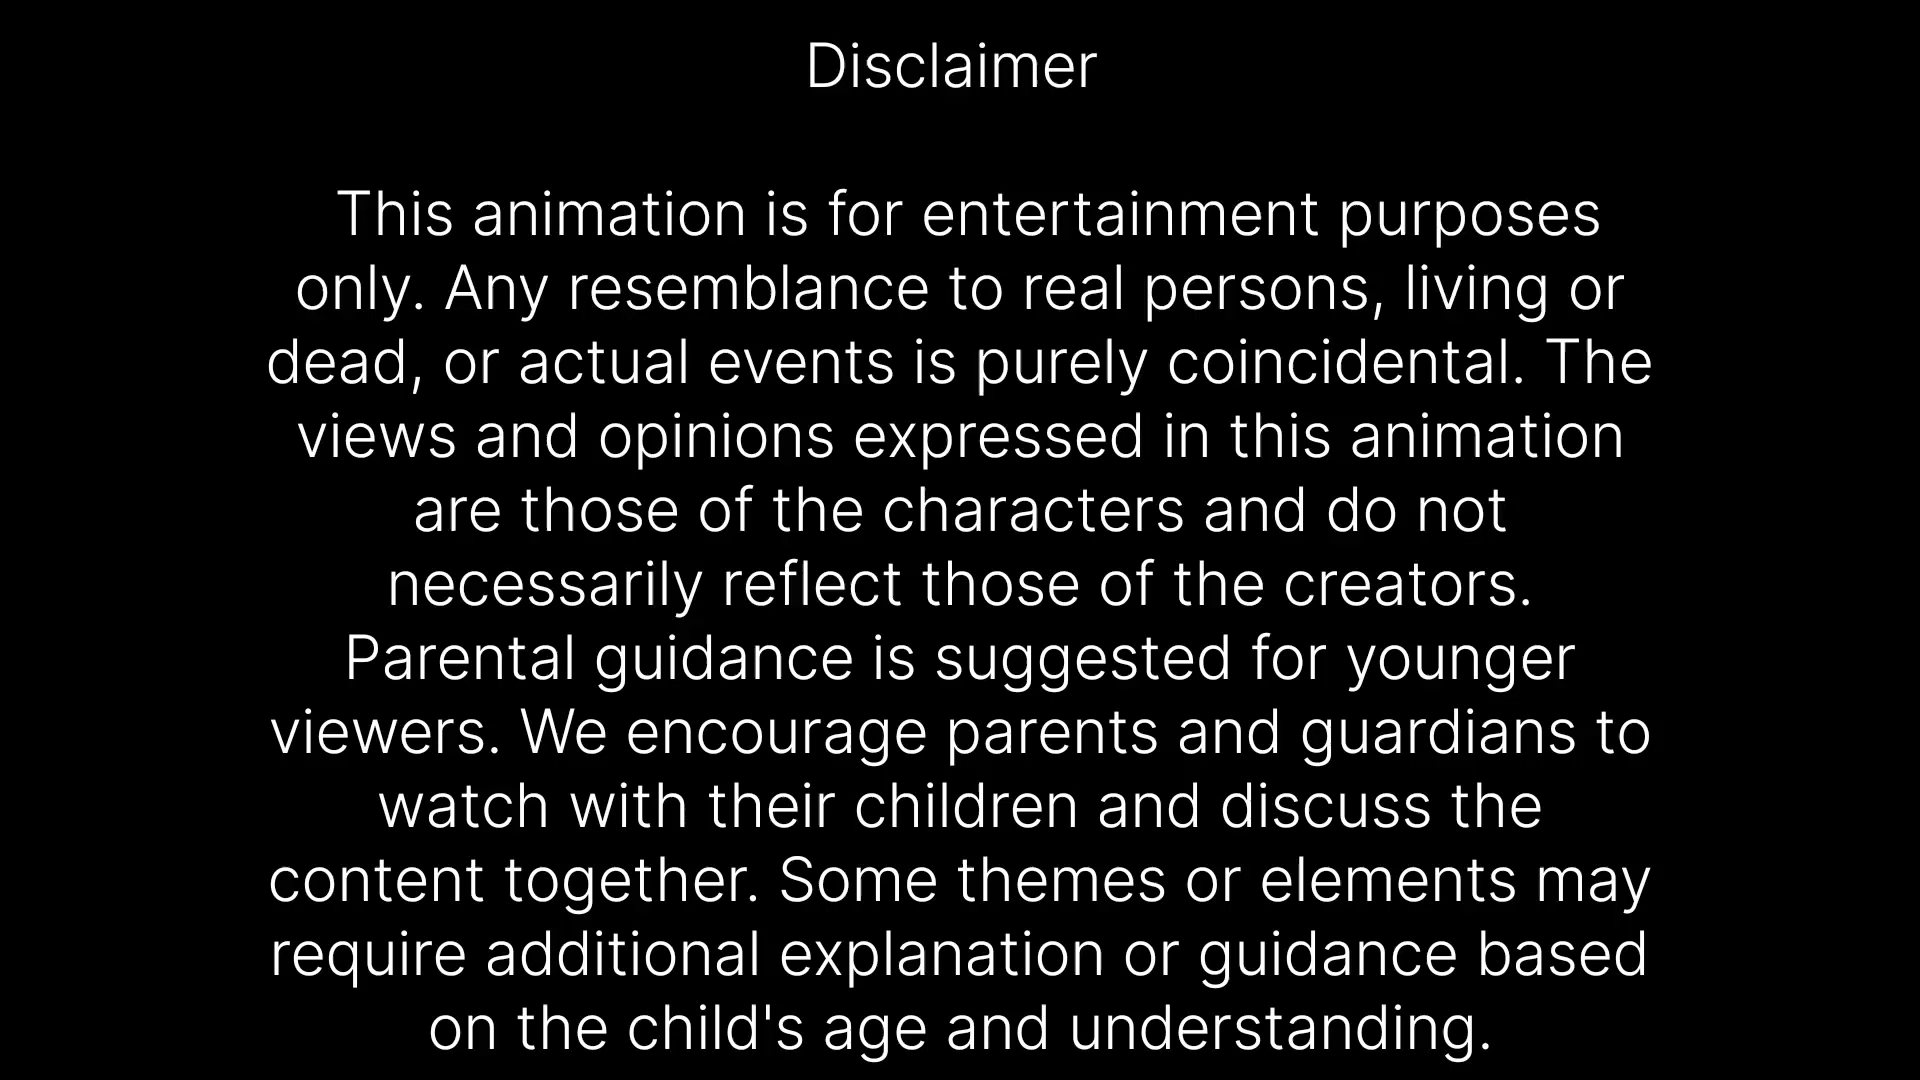 Disclaimer
This animation is for entertainment purposes
only. Any resemblance to real persons, living or
dead, or actual events is purely coincidental. The
views and opinions expressed in this animation
are those of the characters and do not
necessarily reflect those of the creators.
Parental guidance is suggested for younger
viewers. We encourage parents and guardians to
watch with their children and discuss the
content together. Some themes or elements may
require additional explanation or guidance based
on the child's age and understanding.